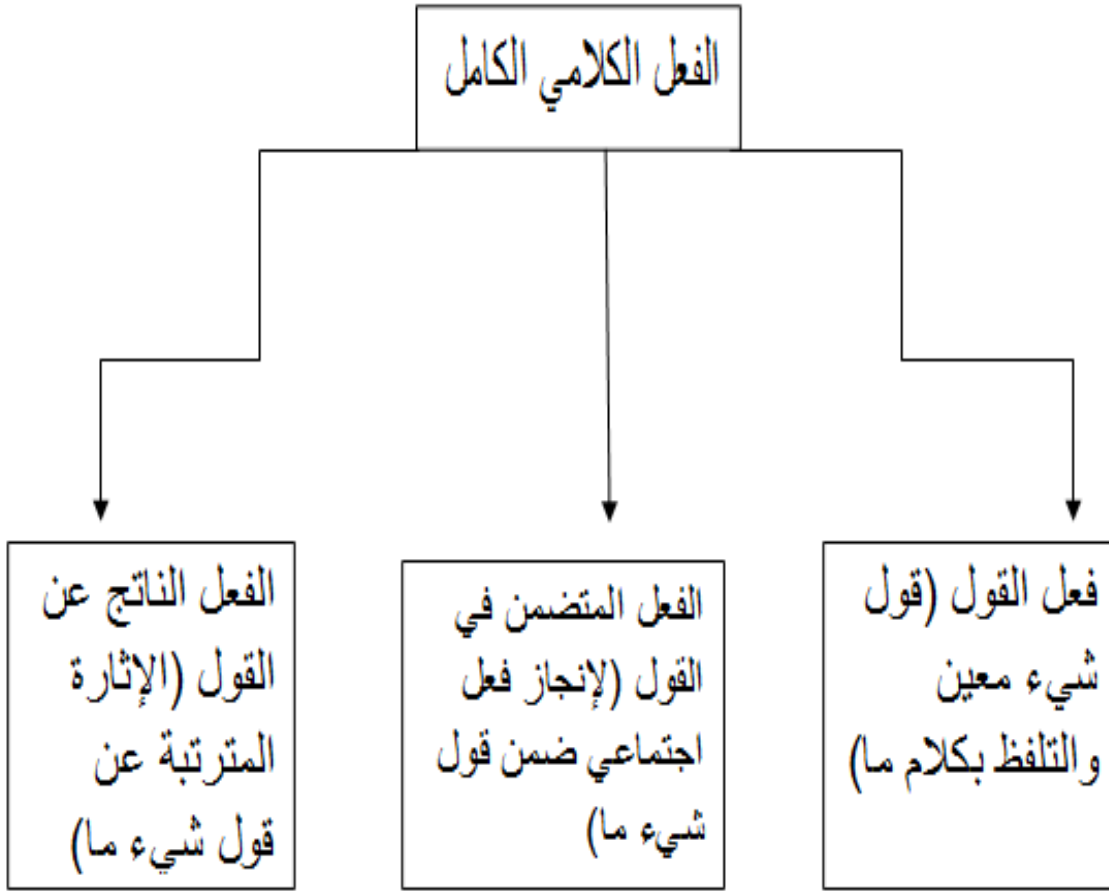 الفعل الكلامي الكامل
فعل القول (قول
شيء معين
والتلفظ بكلام ما)
الفعل المتضمن في
القول (لإنجاز فعل
اجتماعي ضمن قول
شيء ما)
الفعل الناتج عن
القول (الإثارة
المترتبة عن
قول شيء ما)